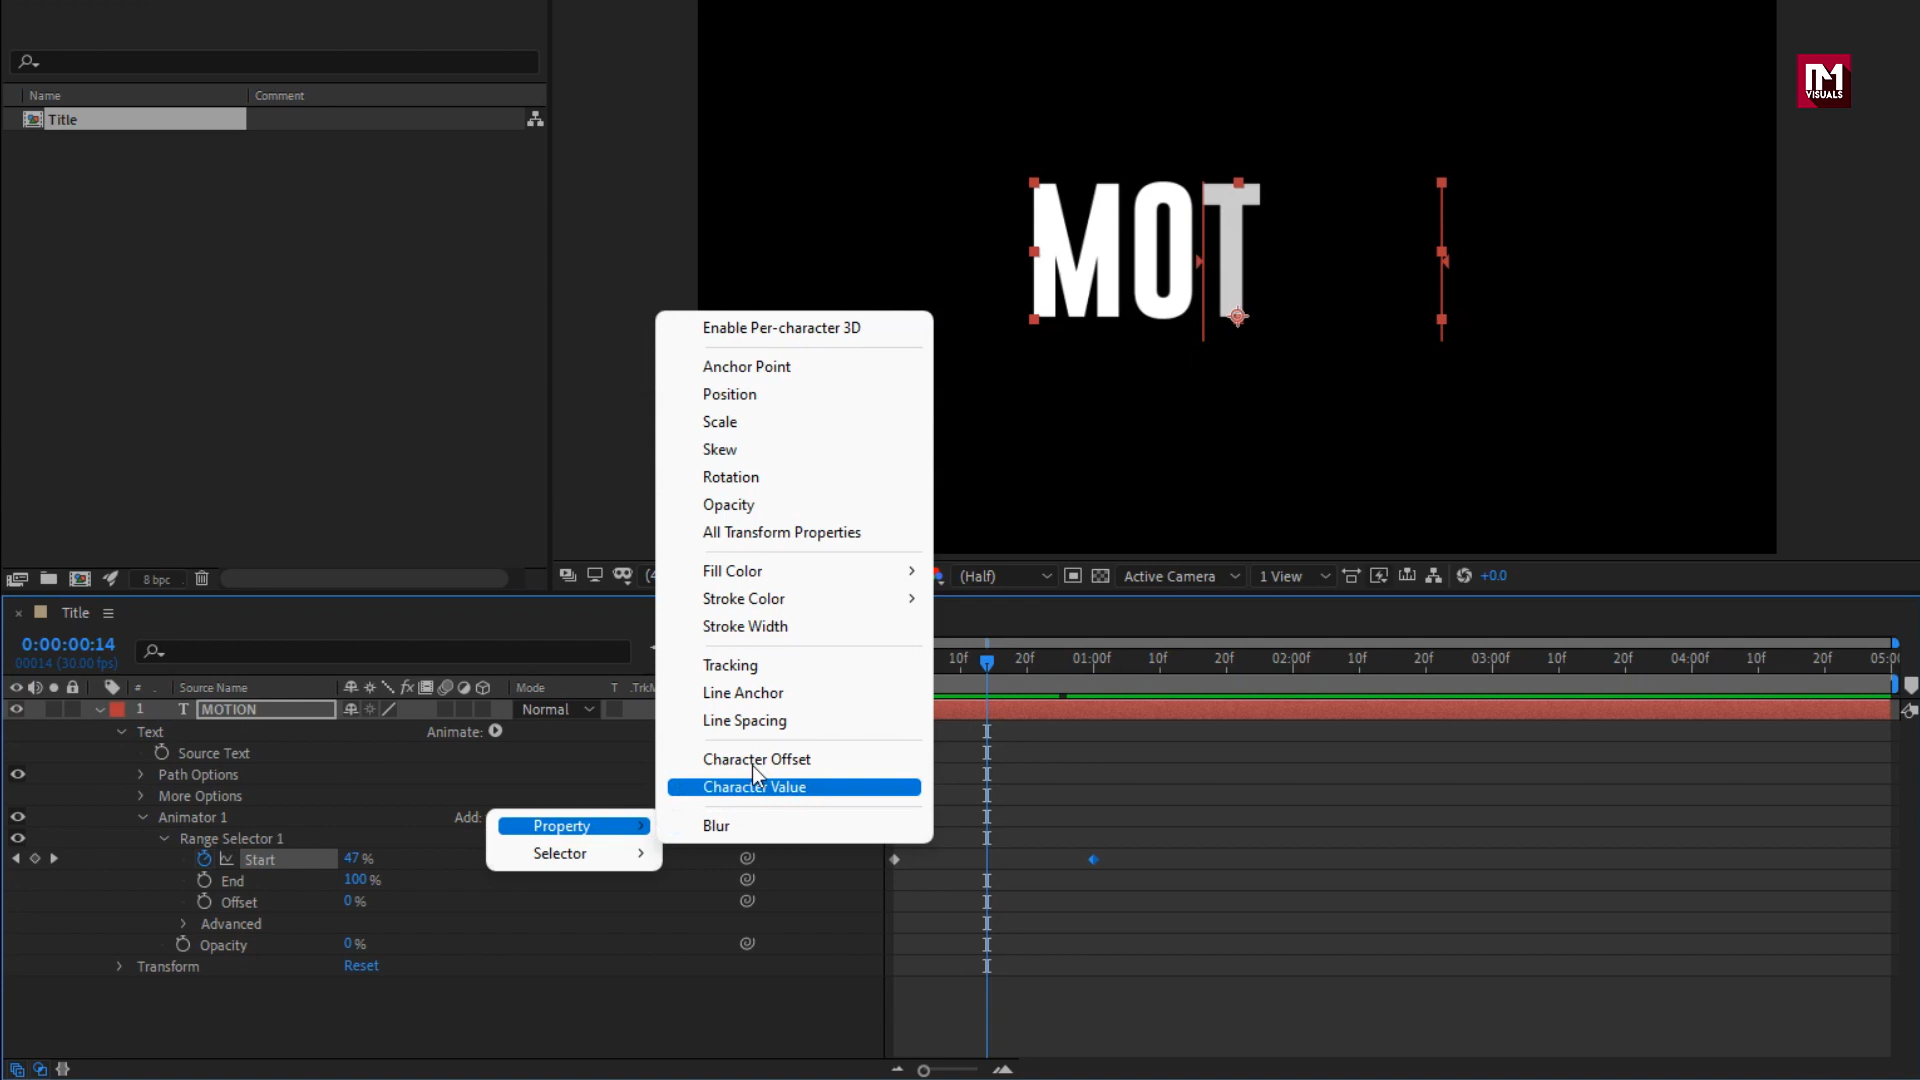 Name
Comment
Title
8 bpc
M
VISUALS
MOT
(Half)
Active Camera
1 View
+0.0
Enable Per-character 3D
Anchor Point
Position
Scale
Skew
Rotation
Opacity
All Transform Properties
Fill Color
Stroke Color
Stroke Width
Tracking
Line Anchor
Line Spacing
Character Offset
Character Value
Blur
Property
Selector
Title
0:00:00:14
00014 (30.00 fps)
# . Source Name fx Mode T .TrkM
1 T MOTION Normal
Text Animate:
Source Text
Path Options
More Options
Animator 1 Add:
Range Selector 1
Start 47 %
End 100 %
Offset 0 %
Advanced
Opacity 0 %
Transform Reset
10f 20f 01:00f 10f 20f 02:00f 10f 20f 03:00f 10f 20f 04:00f 10f 20f 05:00